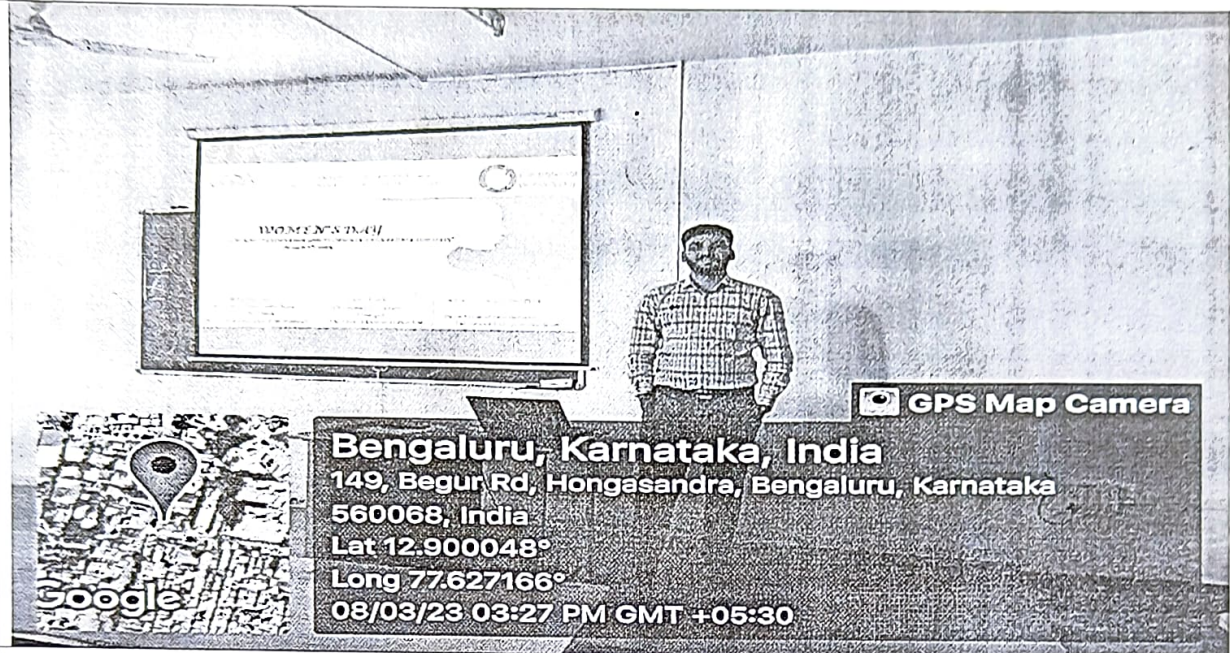 WOMEN'S DAY
GPS Map Camera
Bengaluru, Karnataka, India
149, Begur Rd, Hongasandra, Bengaluru, Karnataka
560068, India
Lat 12.900048°
Long 77.627166°
08/03/23 03:27 PM GMT +05:30
Google